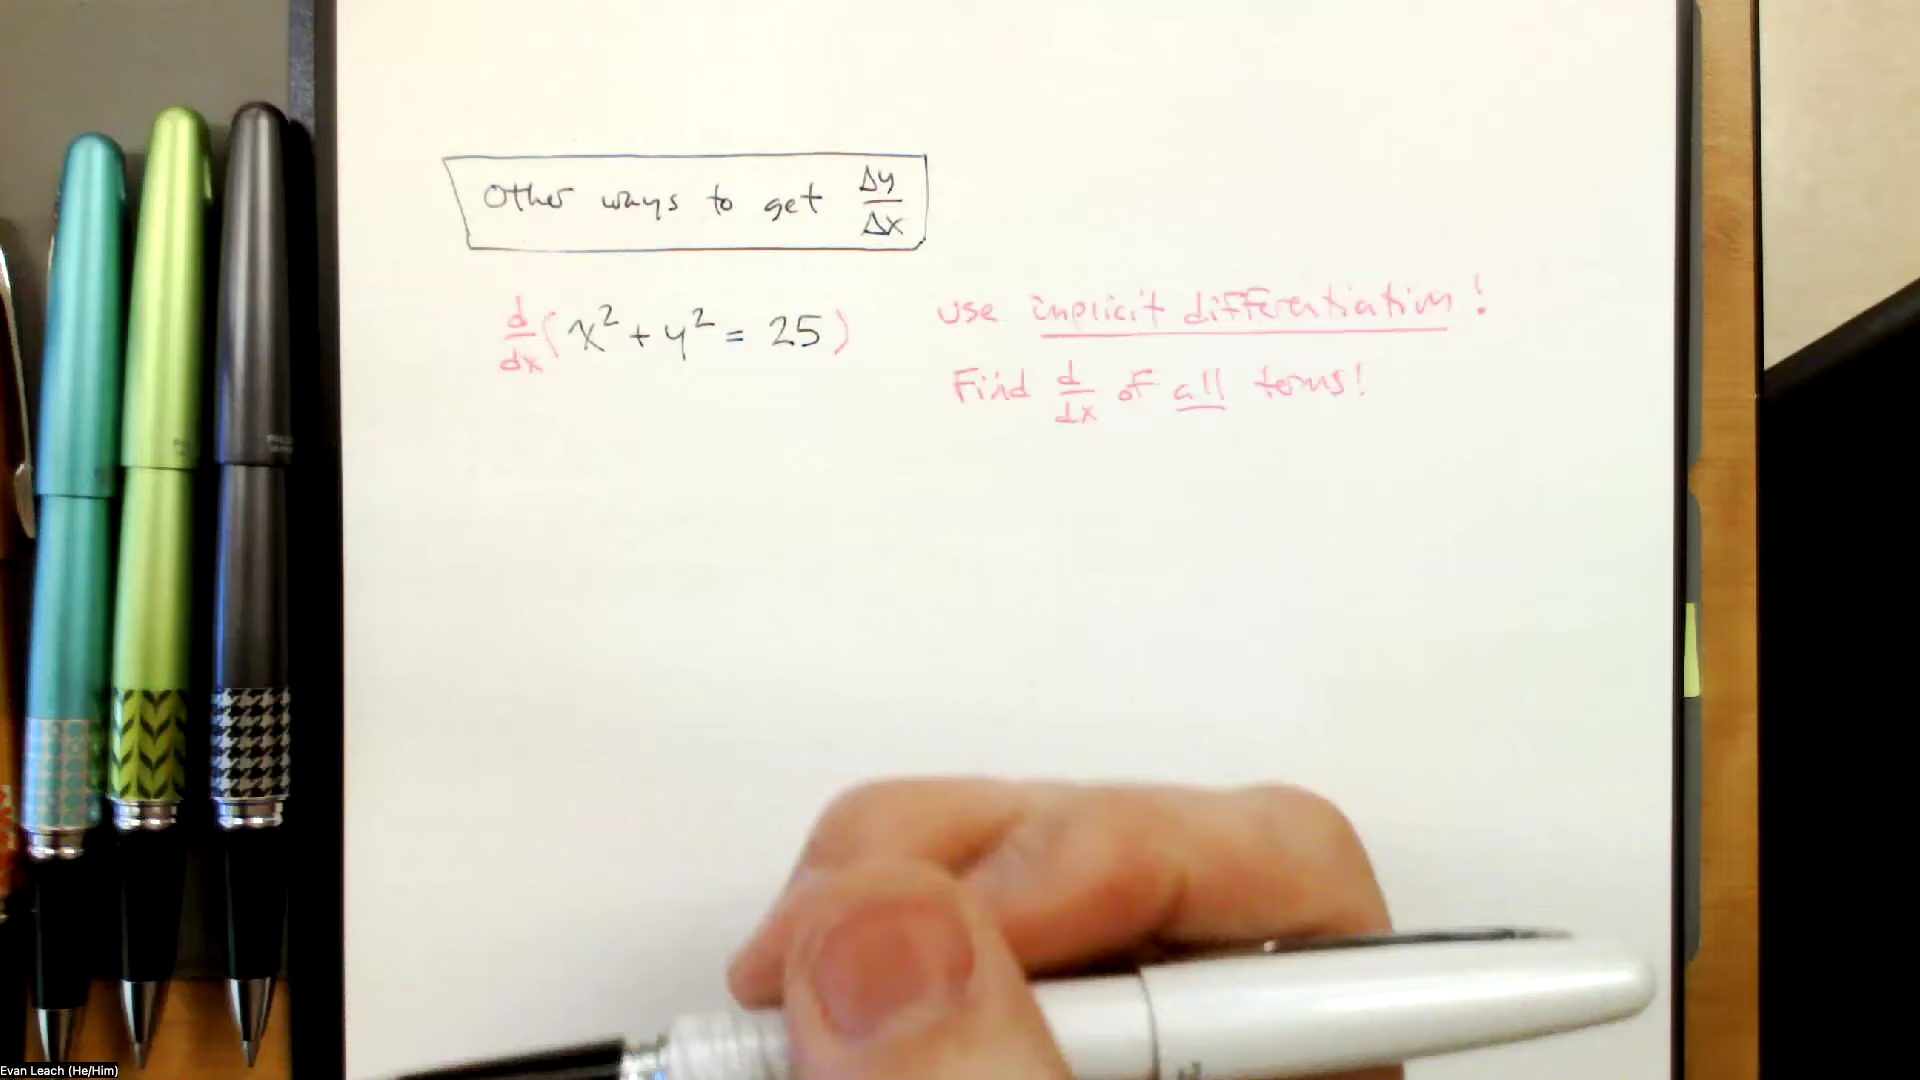 Other ways to get Δy/Δx
d/dx (x² + y² = 25)
Use implicit differentiation!
Find d/dx of all terms!
Evan Leach (He/Him)